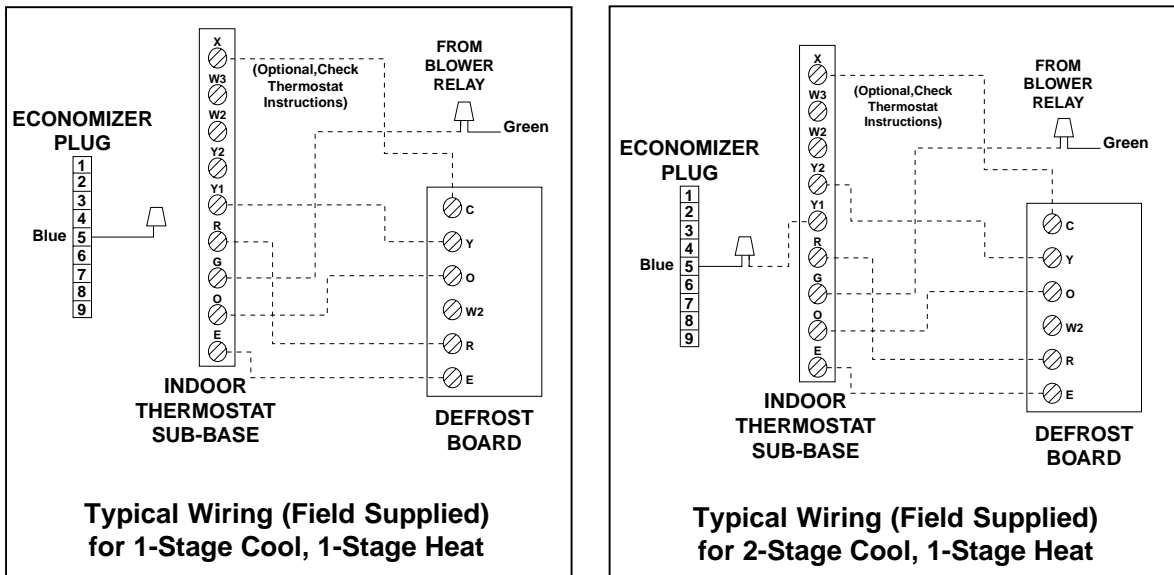 X
W3
W2
Y2
Y1
R
G
O
E
(Optional,Check
Thermostat
Instructions)
FROM
BLOWER
RELAY
Green
ECONOMIZER
PLUG
1
2
3
4
5
6
7
8
9
Blue
C
Y
O
W2
R
E
INDOOR
THERMOSTAT
SUB-BASE
DEFROST
BOARD
Typical Wiring (Field Supplied)
for 1-Stage Cool, 1-Stage Heat
X
W3
W2
Y2
Y1
R
G
O
E
(Optional,Check
Thermostat
Instructions)
FROM
BLOWER
RELAY
Green
ECONOMIZER
PLUG
1
2
3
4
5
6
7
8
9
Blue
C
Y
O
W2
R
E
INDOOR
THERMOSTAT
SUB-BASE
DEFROST
BOARD
Typical Wiring (Field Supplied)
for 2-Stage Cool, 1-Stage Heat